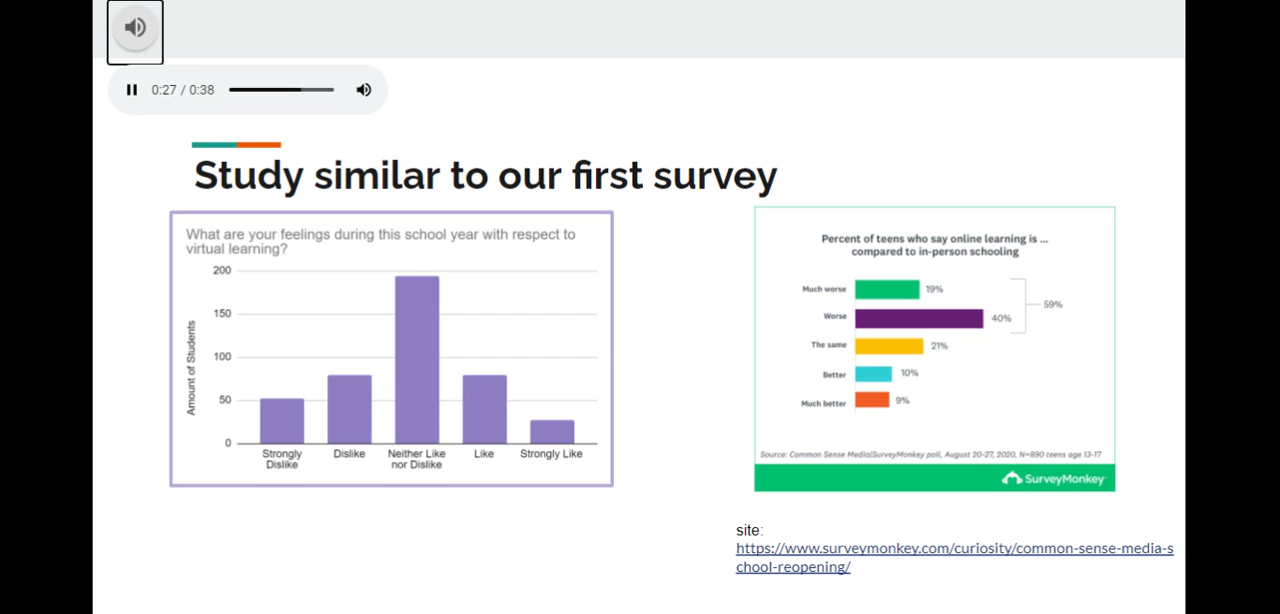 0:27 / 0:38
Study similar to our first survey
What are your feelings during this school year with respect to
virtual learning?
Amount of Students
200
150
100
50
0
Strongly
Dislike
Dislike
Neither Like
nor Dislike
Like
Strongly Like
Percent of teens who say online learning is ...
compared to in-person schooling
Much worse 19%
Worse 40%
59%
The same 21%
Better 10%
Much better 9%
Source: Common Sense Media|SurveyMonkey poll, August 20-27, 2020, N=890 teens age 13-17
SurveyMonkey
site:
https://www.surveymonkey.com/curiosity/common-sense-media-s
chool-reopening/